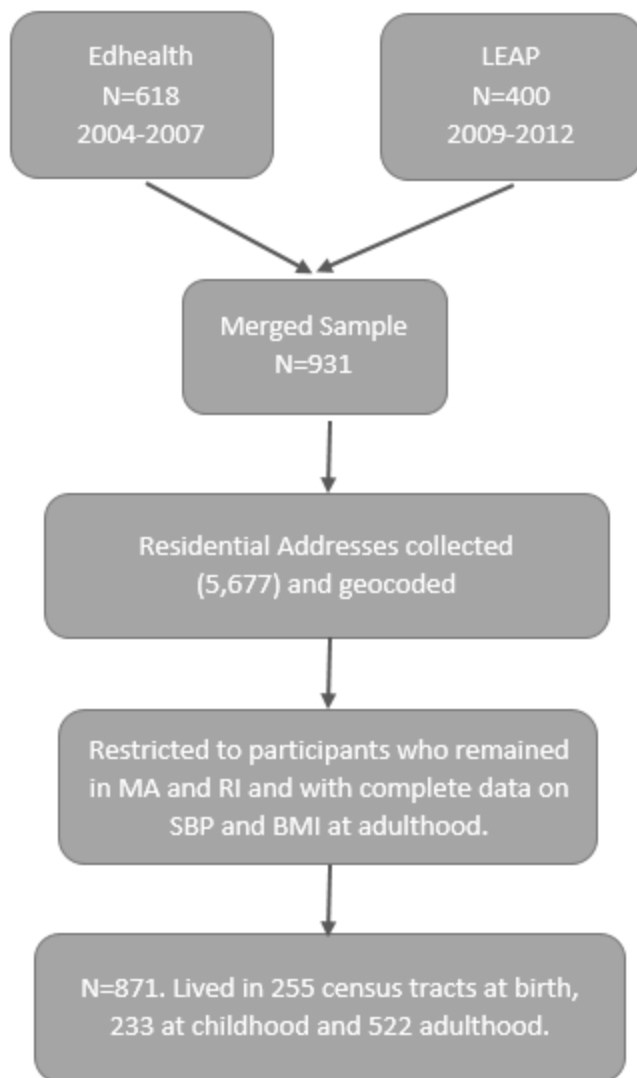 Edhealth
N=618
2004-2007
LEAP
N=400
2009-2012
Merged Sample
N=931
Residential Addresses collected
(5,677) and geocoded
Restricted to participants who remained
in MA and RI and with complete data on
SBP and BMI at adulthood.
N=871. Lived in 255 census tracts at birth,
233 at childhood and 522 adulthood.